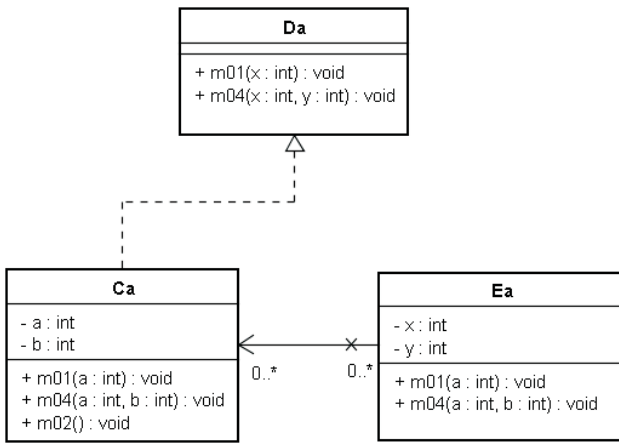 Da
+ m01(x : int) : void
+ m04(x : int, y : int) : void
Ca
- a : int
- b : int
+ m01(a : int) : void
+ m04(a : int, b : int) : void
+ m02() : void
0..*
0..*
Ea
- x : int
- y : int
+ m01(a : int) : void
+ m04(a : int, b : int) : void